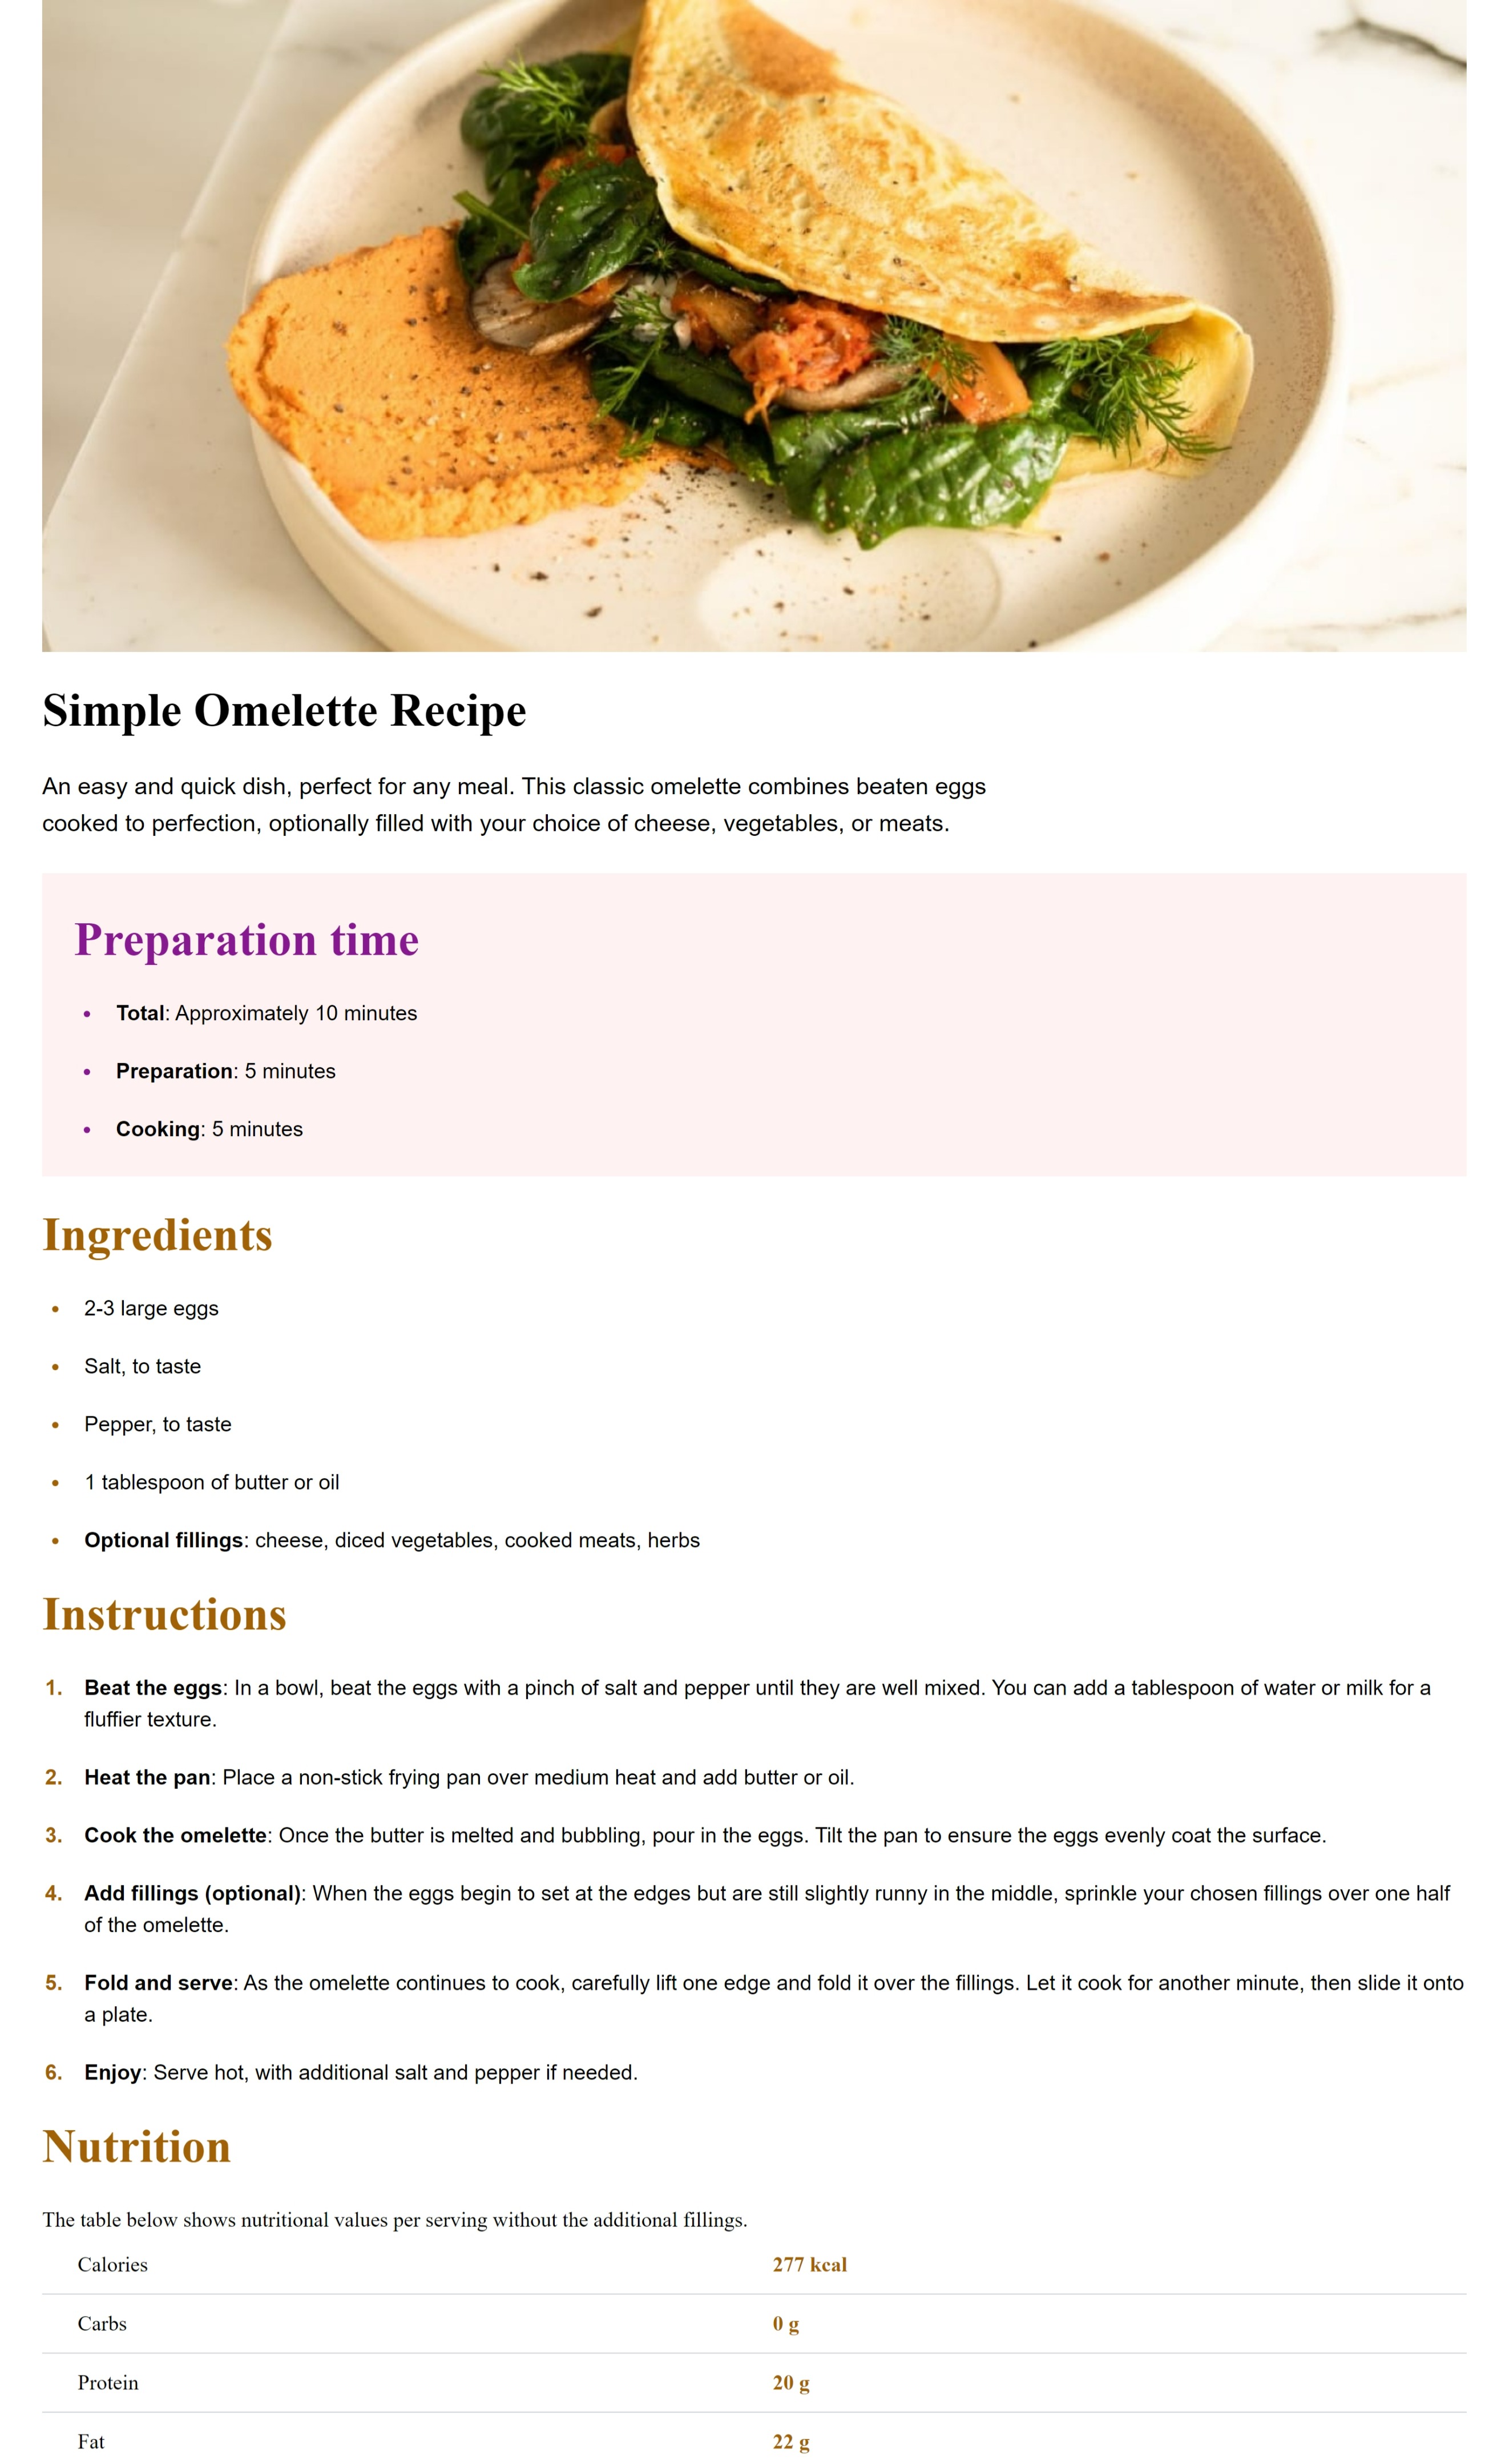 Simple Omelette Recipe
An easy and quick dish, perfect for any meal. This classic omelette combines beaten eggs
cooked to perfection, optionally filled with your choice of cheese, vegetables, or meats.
Preparation time
• Total: Approximately 10 minutes
• Preparation: 5 minutes
• Cooking: 5 minutes
Ingredients
• 2-3 large eggs
• Salt, to taste
• Pepper, to taste
• 1 tablespoon of butter or oil
• Optional fillings: cheese, diced vegetables, cooked meats, herbs
Instructions
1. Beat the eggs: In a bowl, beat the eggs with a pinch of salt and pepper until they are well mixed. You can add a tablespoon of water or milk for a
fluffier texture.
2. Heat the pan: Place a non-stick frying pan over medium heat and add butter or oil.
3. Cook the omelette: Once the butter is melted and bubbling, pour in the eggs. Tilt the pan to ensure the eggs evenly coat the surface.
4. Add fillings (optional): When the eggs begin to set at the edges but are still slightly runny in the middle, sprinkle your chosen fillings over one half
of the omelette.
5. Fold and serve: As the omelette continues to cook, carefully lift one edge and fold it over the fillings. Let it cook for another minute, then slide it onto
a plate.
6. Enjoy: Serve hot, with additional salt and pepper if needed.
Nutrition
The table below shows nutritional values per serving without the additional fillings.
Calories 277 kcal
Carbs 0 g
Protein 20 g
Fat 22 g